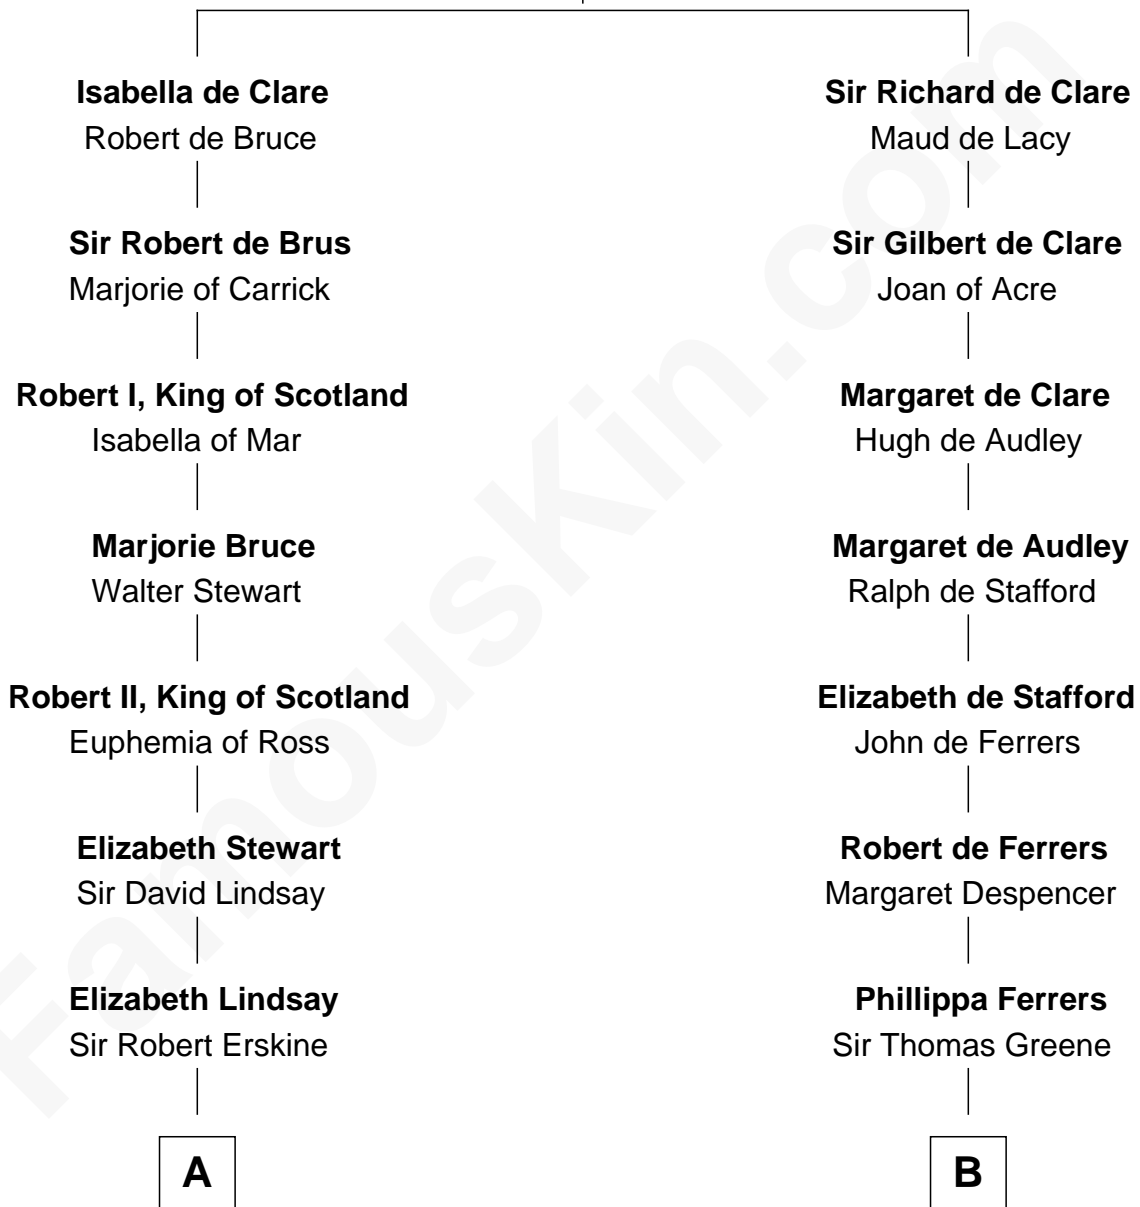 Isabella de Clare
Robert de Bruce
Sir Robert de Brus
Marjorie of Carrick
Robert I, King of Scotland
Isabella of Mar
Marjorie Bruce
Walter Stewart
Robert II, King of Scotland
Euphemia of Ross
Elizabeth Stewart
Sir David Lindsay
Elizabeth Lindsay
Sir Robert Erskine
A
Sir Richard de Clare
Maud de Lacy
Sir Gilbert de Clare
Joan of Acre
Margaret de Clare
Hugh de Audley
Margaret de Audley
Ralph de Stafford
Elizabeth de Stafford
John de Ferrers
Robert de Ferrers
Margaret Despencer
Phillippa Ferrers
Sir Thomas Greene
B
FamousKin.com